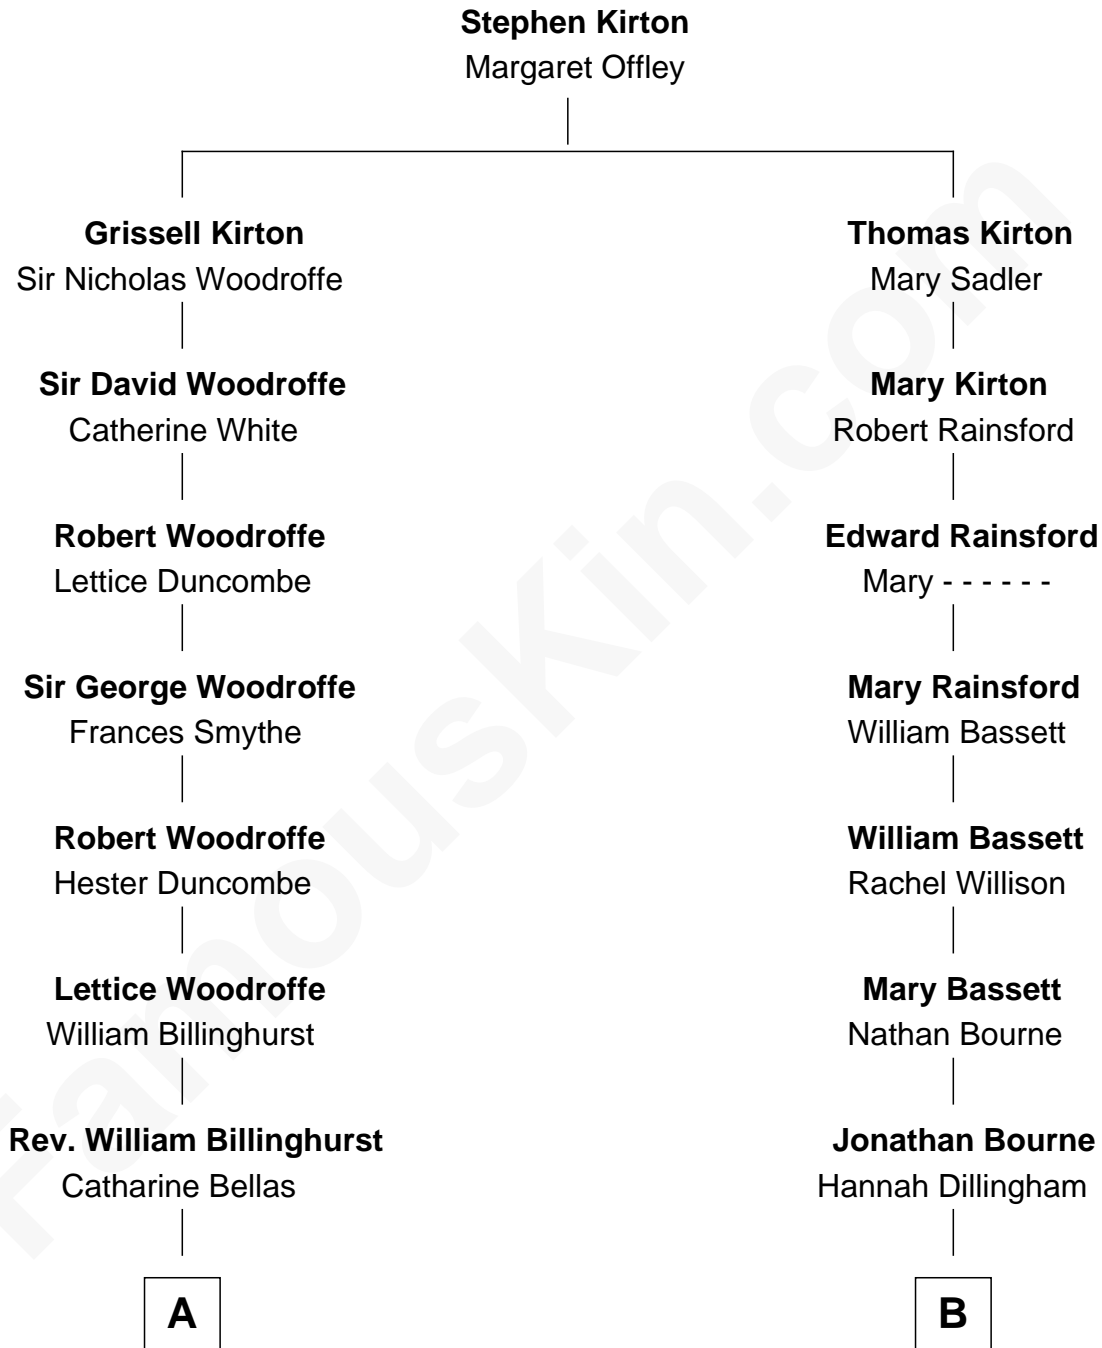 Stephen Kirton
Margaret Offley
Grissell Kirton
Sir Nicholas Woodroffe
Thomas Kirton
Mary Sadler
Sir David Woodroffe
Catherine White
Mary Kirton
Robert Rainsford
Robert Woodroffe
Lettice Duncombe
Edward Rainsford
Mary - - - - - -
Sir George Woodroffe
Frances Smythe
Mary Rainsford
William Bassett
Robert Woodroffe
Hester Duncombe
William Bassett
Rachel Willison
Lettice Woodroffe
William Billinghurst
Mary Bassett
Nathan Bourne
Rev. William Billinghurst
Catharine Bellas
Jonathan Bourne
Hannah Dillingham
A
B
FamousKin.com